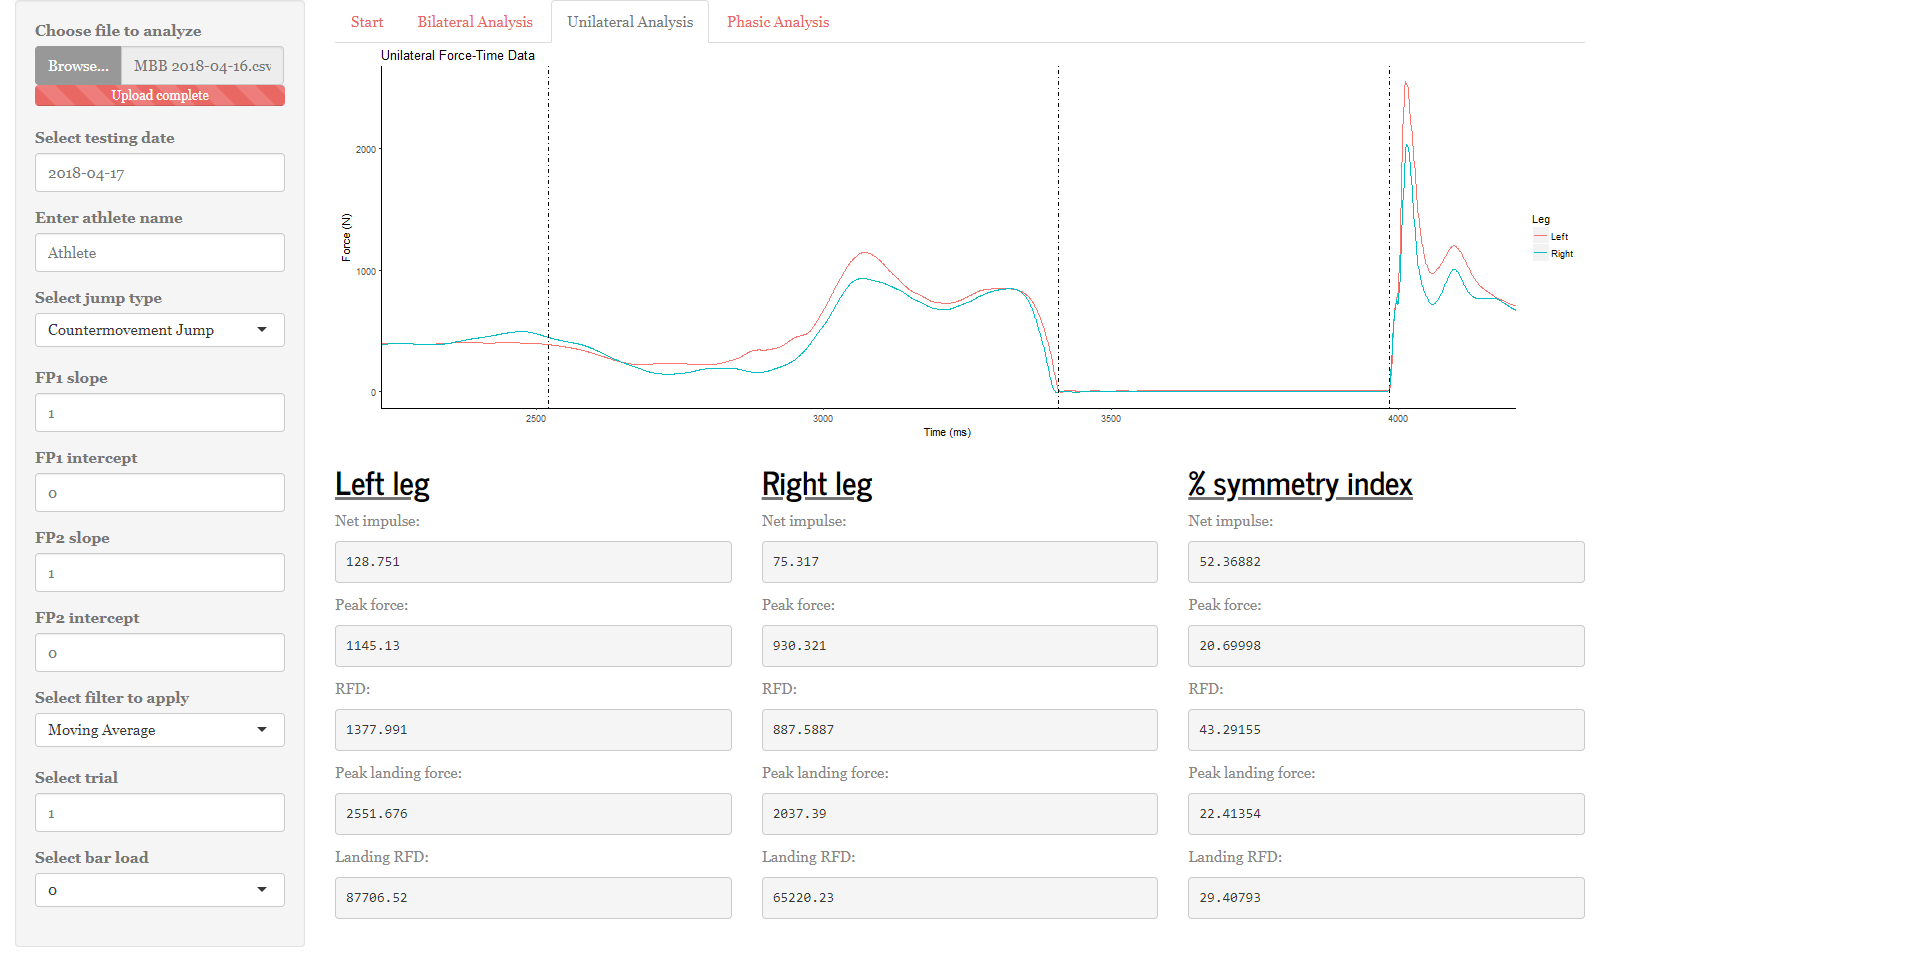 Choose file to analyze
Browse... MBB 2018-04-16.csv
Upload complete
Select testing date
2018-04-17
Enter athlete name
Athlete
Select jump type
Countermovement Jump
FP1 slope
1
FP1 intercept
0
FP2 slope
1
FP2 intercept
0
Select filter to apply
Moving Average
Select trial
1
Select bar load
0
Start Bilateral Analysis Unilateral Analysis Phasic Analysis
Unilateral Force-Time Data
Force (N)
2000
1000
0
2500 3000 3500 4000
Time (ms)
Leg
Left
Right
Left leg
Net impulse:
128.751
Peak force:
1145.13
RFD:
1377.991
Peak landing force:
2551.676
Landing RFD:
87706.52
Right leg
Net impulse:
75.317
Peak force:
930.321
RFD:
887.5887
Peak landing force:
2037.39
Landing RFD:
65220.23
% symmetry index
Net impulse:
52.36882
Peak force:
20.69998
RFD:
43.29155
Peak landing force:
22.41354
Landing RFD:
29.40793